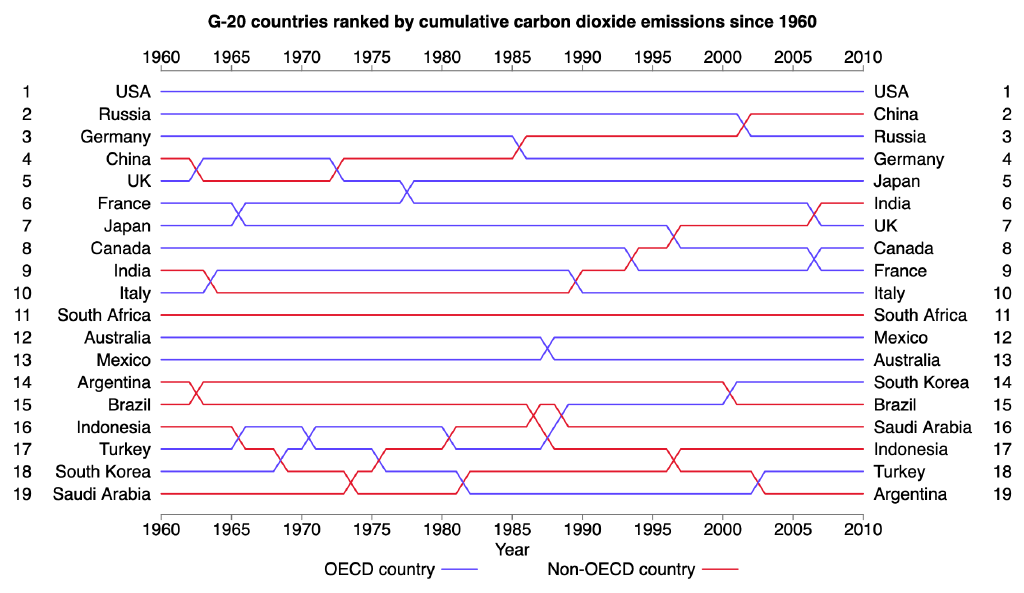 G-20 countries ranked by cumulative carbon dioxide emissions since 1960
1960 1965 1970 1975 1980 1985 1990 1995 2000 2005 2010
1 USA USA 1
2 Russia China 2
3 Germany Russia 3
4 China Germany 4
5 UK Japan 5
6 France India 6
7 Japan UK 7
8 Canada Canada 8
9 India France 9
10 Italy Italy 10
11 South Africa South Africa 11
12 Australia Mexico 12
13 Mexico Australia 13
14 Argentina South Korea 14
15 Brazil Brazil 15
16 Indonesia Saudi Arabia 16
17 Turkey Indonesia 17
18 South Korea Turkey 18
19 Saudi Arabia Argentina 19
1960 1965 1970 1975 1980 1985 1990 1995 2000 2005 2010
Year
OECD country Non-OECD country